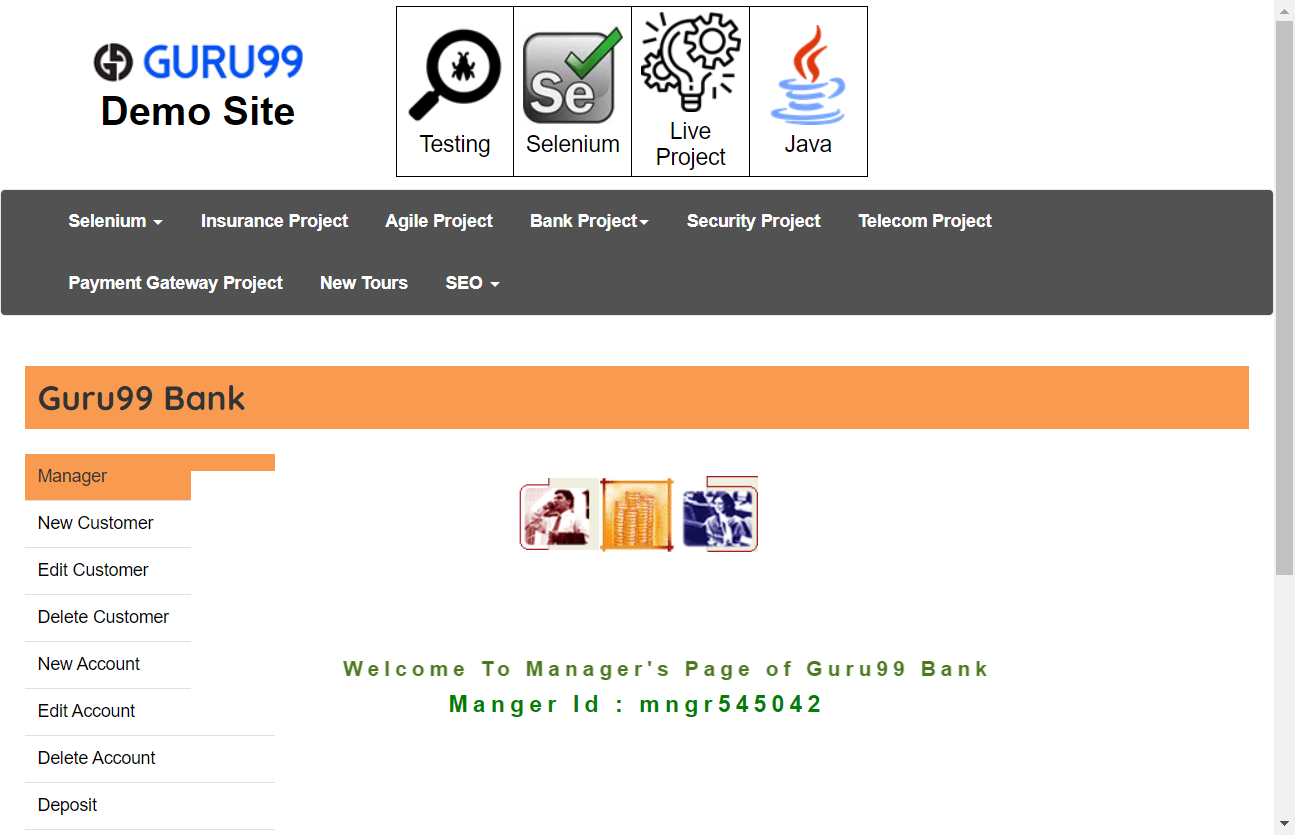 GURU99
Demo Site
Testing
Se
Selenium
Live
Project
Java
Selenium
Insurance Project
Agile Project
Bank Project
Security Project
Telecom Project
Payment Gateway Project
New Tours
SEO
Guru99 Bank
Manager
New Customer
Edit Customer
Delete Customer
New Account
Edit Account
Delete Account
Deposit
Welcome To Manager's Page of Guru99 Bank
Manger Id : mngr545042